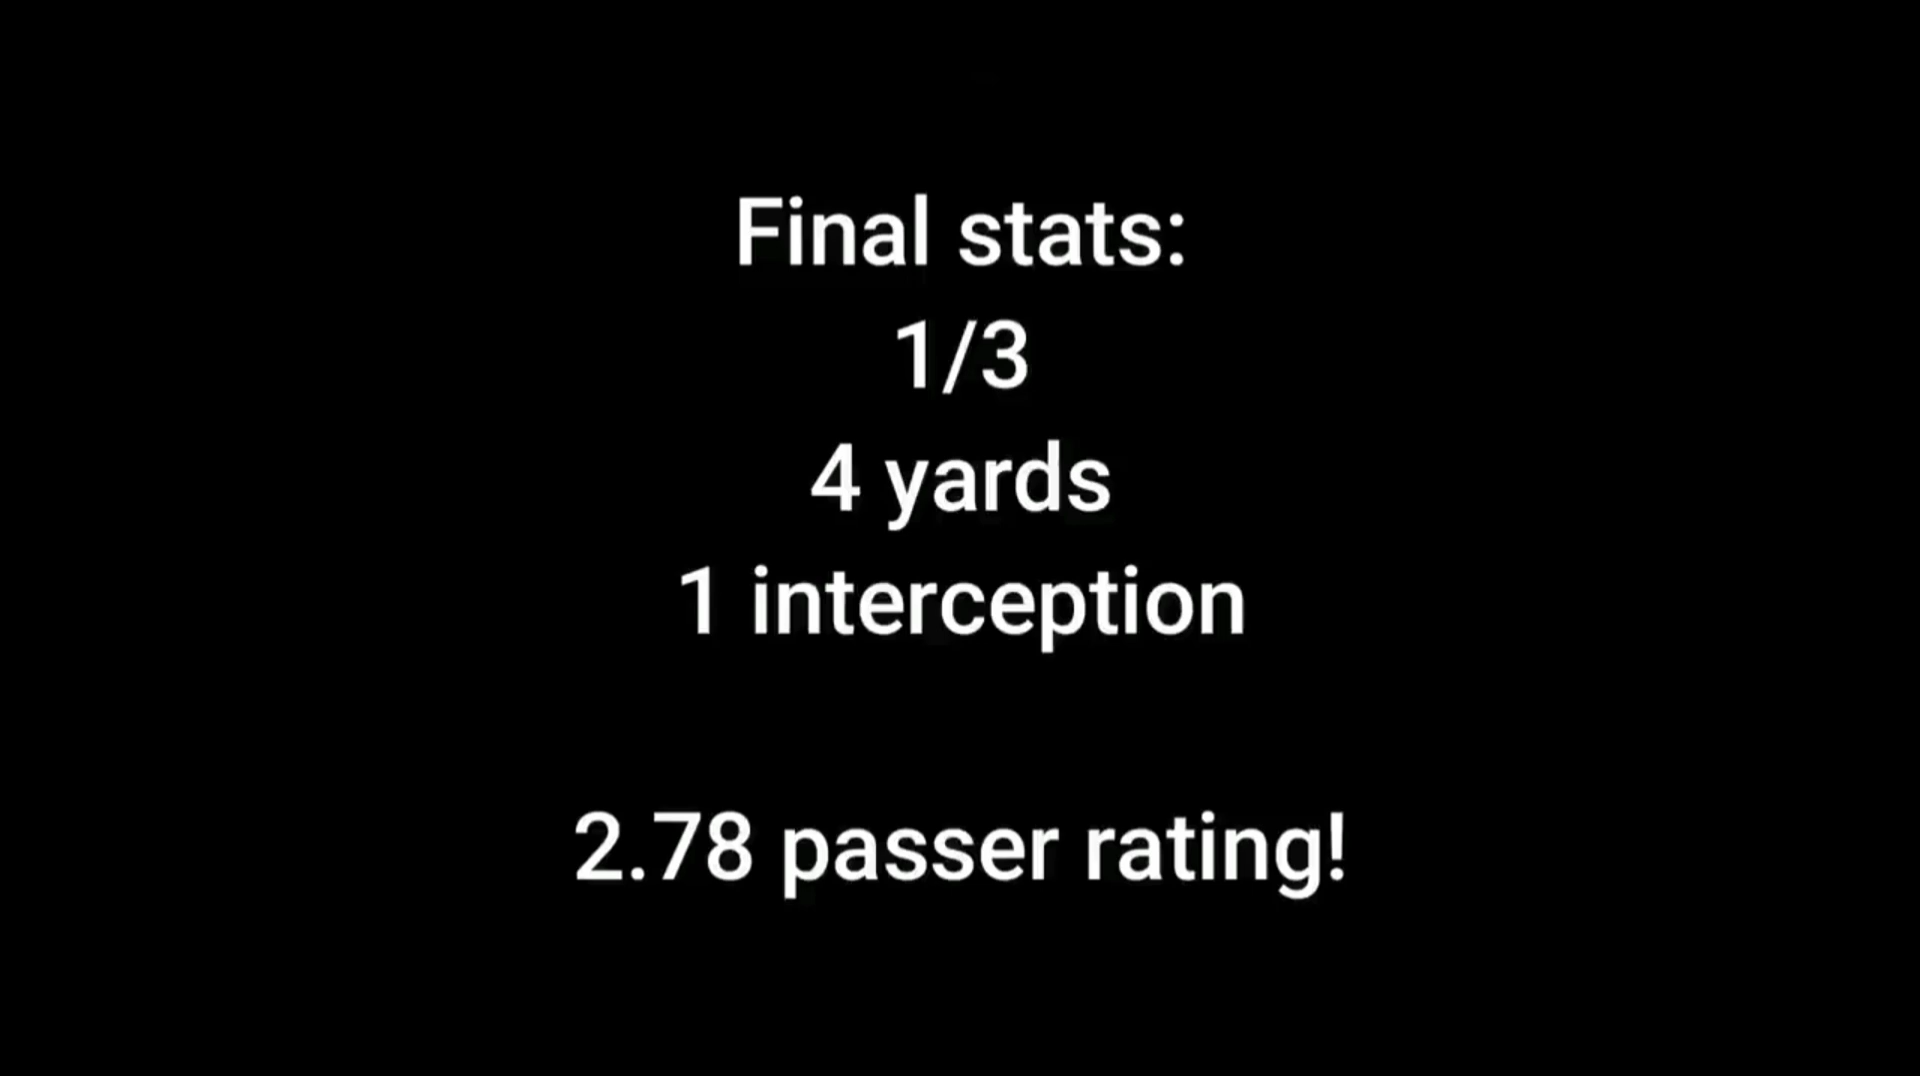 Final stats:
1/3
4 yards
1 interception
2.78 passer rating!